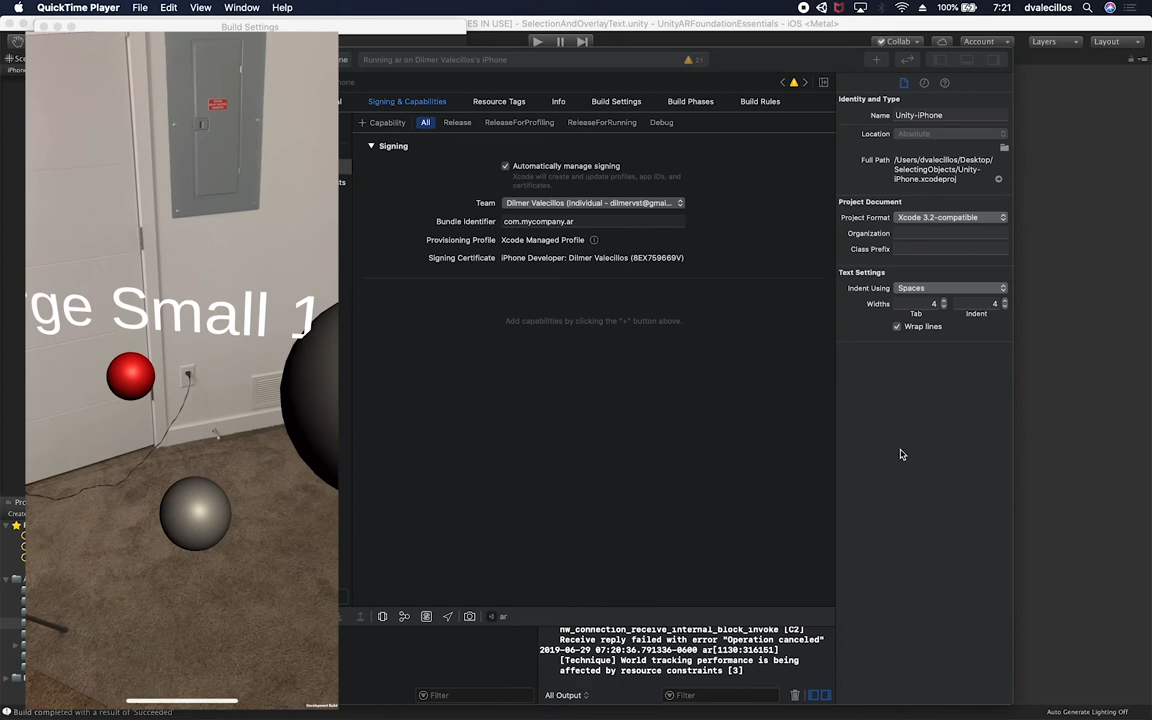 QuickTime Player File Edit View Window Help 100% 7:21 dvalecillos
Build Settings
SelectionAndOverlayText.unity - UnityARFoundationEssentials - iOS <Metal>
Collab Account Layers Layout
Running ar on Dilmer Valecillos's iPhone 21
Signing & Capabilities Resource Tags Info Build Settings Build Phases Build Rules
+ Capability All Release ReleaseForProfiling ReleaseForRunning Debug
Signing
Automatically manage signing
Xcode will create and update profiles, app IDs, and
certificates.
Team Dilmer Valecillos (Individual - dilmervst@gmai...
Bundle Identifier com.mycompany.ar
Provisioning Profile Xcode Managed Profile
Signing Certificate iPhone Developer: Dilmer Valecillos (8EX759669V)
Add capabilities by clicking the "+" button above.
Identity and Type
Name Unity-iPhone
Location Absolute
Full Path /Users/dvalecillos/Desktop/
SelectingObjects/Unity-
iPhone.xcodeproj
Project Document
Project Format Xcode 3.2-compatible
Organization
Class Prefix
Text Settings
Indent Using Spaces
Widths 4 4
Tab Indent
Wrap lines
ge Small 1
ar
nw_connection_receive_internal_block_invoke [C2]
Receive reply failed with error "Operation canceled"
2019-06-29 07:20:36.791336-0600 ar[1130:316151]
[Technique] World tracking performance is being
affected by resource constraints [3]
Filter All Output Filter
Development Build
Build completed with a result of 'Succeeded'
Auto Generate Lighting Off